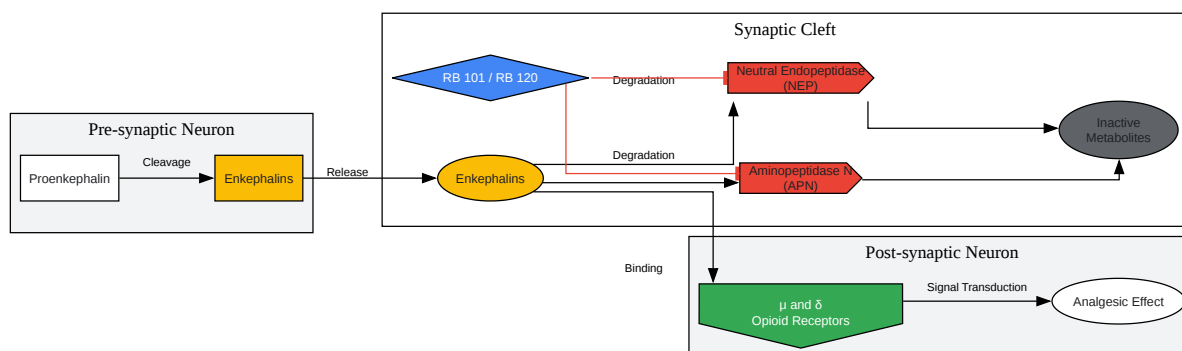 Synaptic Cleft
RB 101 / RB 120
Degradation
Neutral Endopeptidase
(NEP)
Pre-synaptic Neuron
Inactive
Metabolites
Cleavage
Degradation
Proenkephalin
Enkephalins
Release
Enkephalins
Aminopeptidase N
(APN)
Post-synaptic Neuron
Binding
μ and δ
Opioid Receptors
Signal Transduction
Analgesic Effect